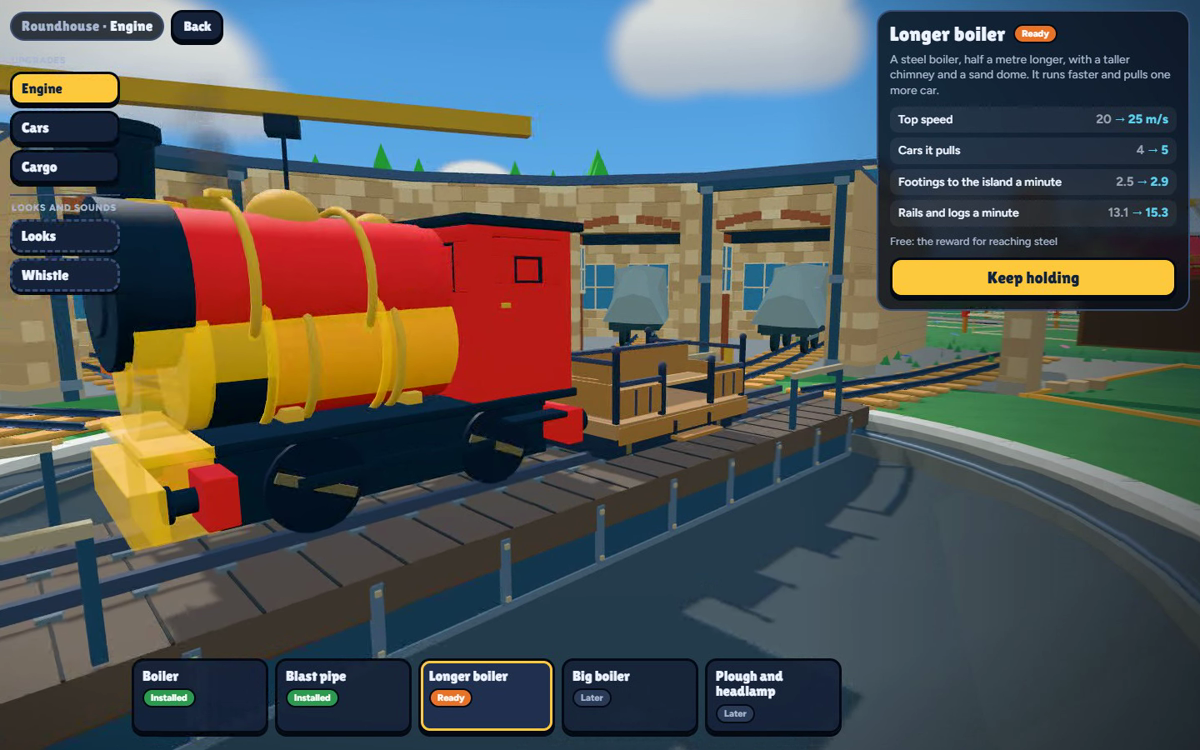 Roundhouse · Engine
Back
UPGRADES
Engine
Cars
Cargo
LOOKS AND SOUNDS
Looks
Whistle
Longer boiler
Ready
A steel boiler, half a metre longer, with a taller
chimney and a sand dome. It runs faster and pulls one
more car.
Top speed 20 → 25 m/s
Cars it pulls 4 → 5
Footings to the island a minute 2.5 → 2.9
Rails and logs a minute 13.1 → 15.3
Free: the reward for reaching steel
Keep holding
Boiler
Installed
Blast pipe
Installed
Longer boiler
Ready
Big boiler
Later
Plough and
headlamp
Later